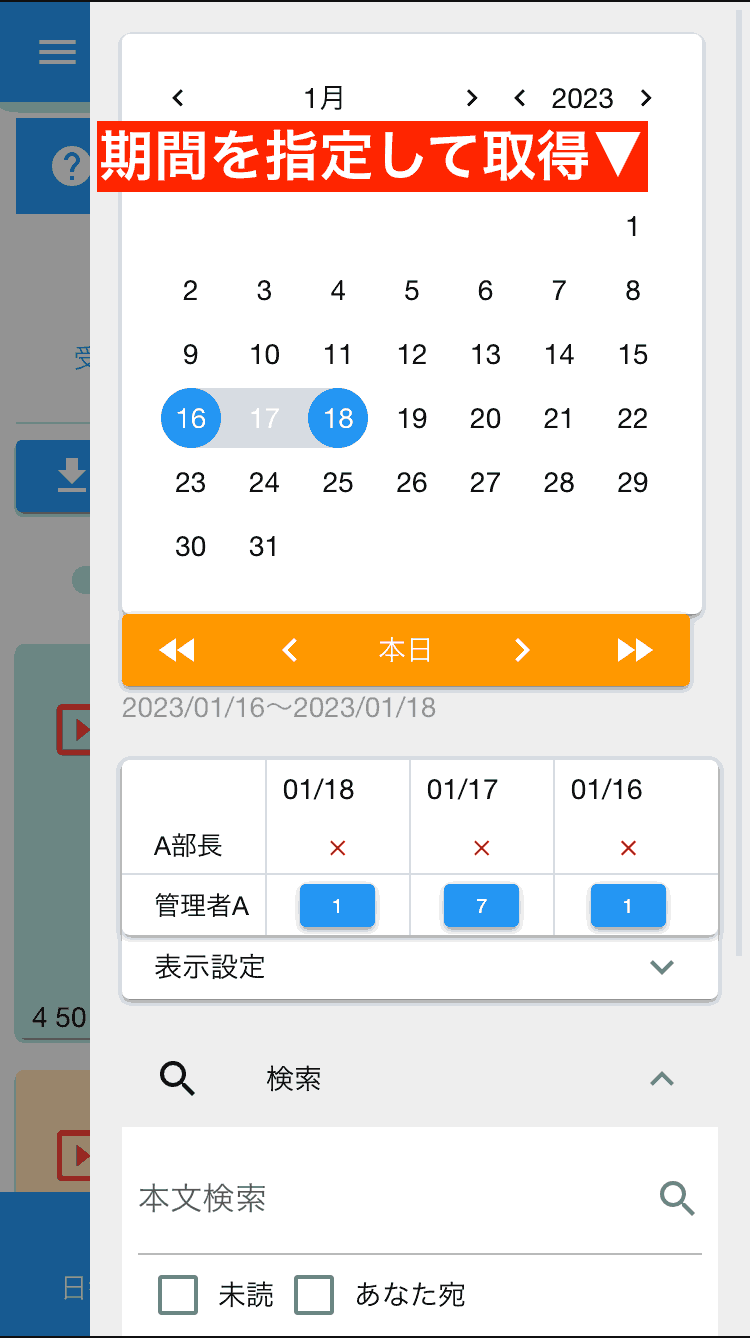 1月 2023
期間を指定して取得▼
1
2 3 4 5 6 7 8
9 10 11 12 13 14 15
16 17 18 19 20 21 22
23 24 25 26 27 28 29
30 31
本日
2023/01/16～2023/01/18
01/18 01/17 01/16
A部長 × × ×
管理者A 1 7 1
表示設定
4 50
検索
本文検索
未読 あなた宛
日